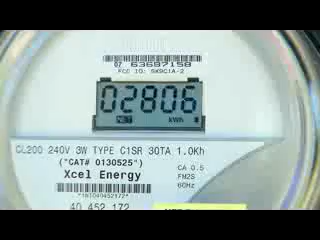 07 63687158
FCC ID: SK9C1A-2
02806
NET kWh
CL200 240V 3W TYPE C1SR 30TA 1.0Kh
("CAT# 0130525")
CA 0.5
Xcel Energy
FM2S
60Hz
40 452 172